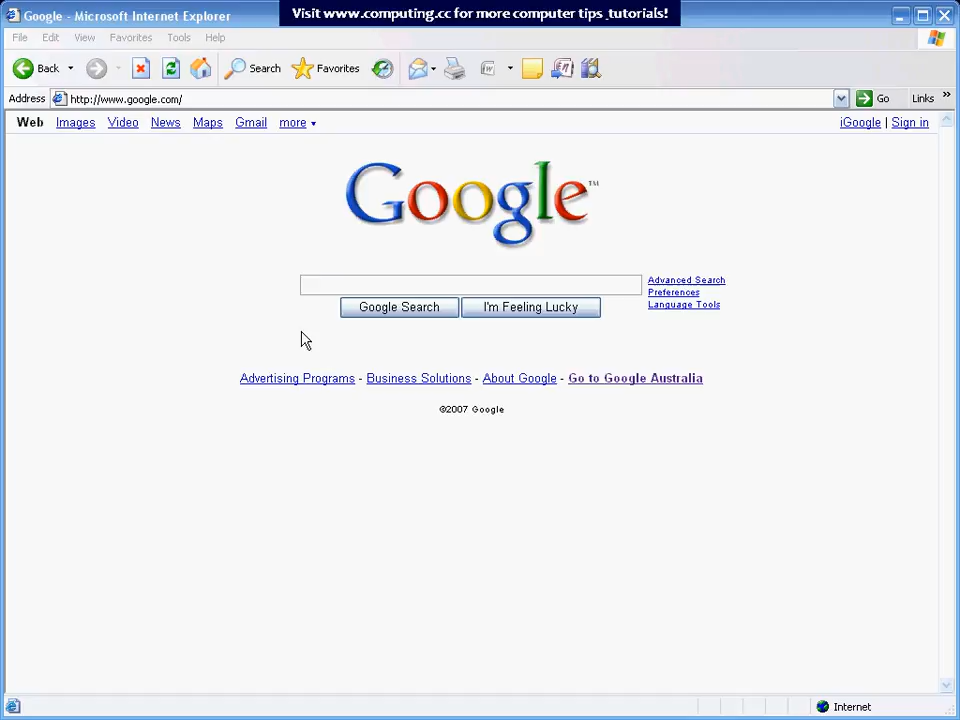 Google - Microsoft Internet Explorer
Visit www.computing.cc for more computer tips tutorials!
File Edit View Favorites Tools Help
Back Search Favorites
Address http://www.google.com/ Go Links »
Web Images Video News Maps Gmail more iGoogle | Sign in
Google™
Advanced Search
Preferences
Language Tools
Google Search I'm Feeling Lucky
Advertising Programs - Business Solutions - About Google - Go to Google Australia
©2007 Google
Internet